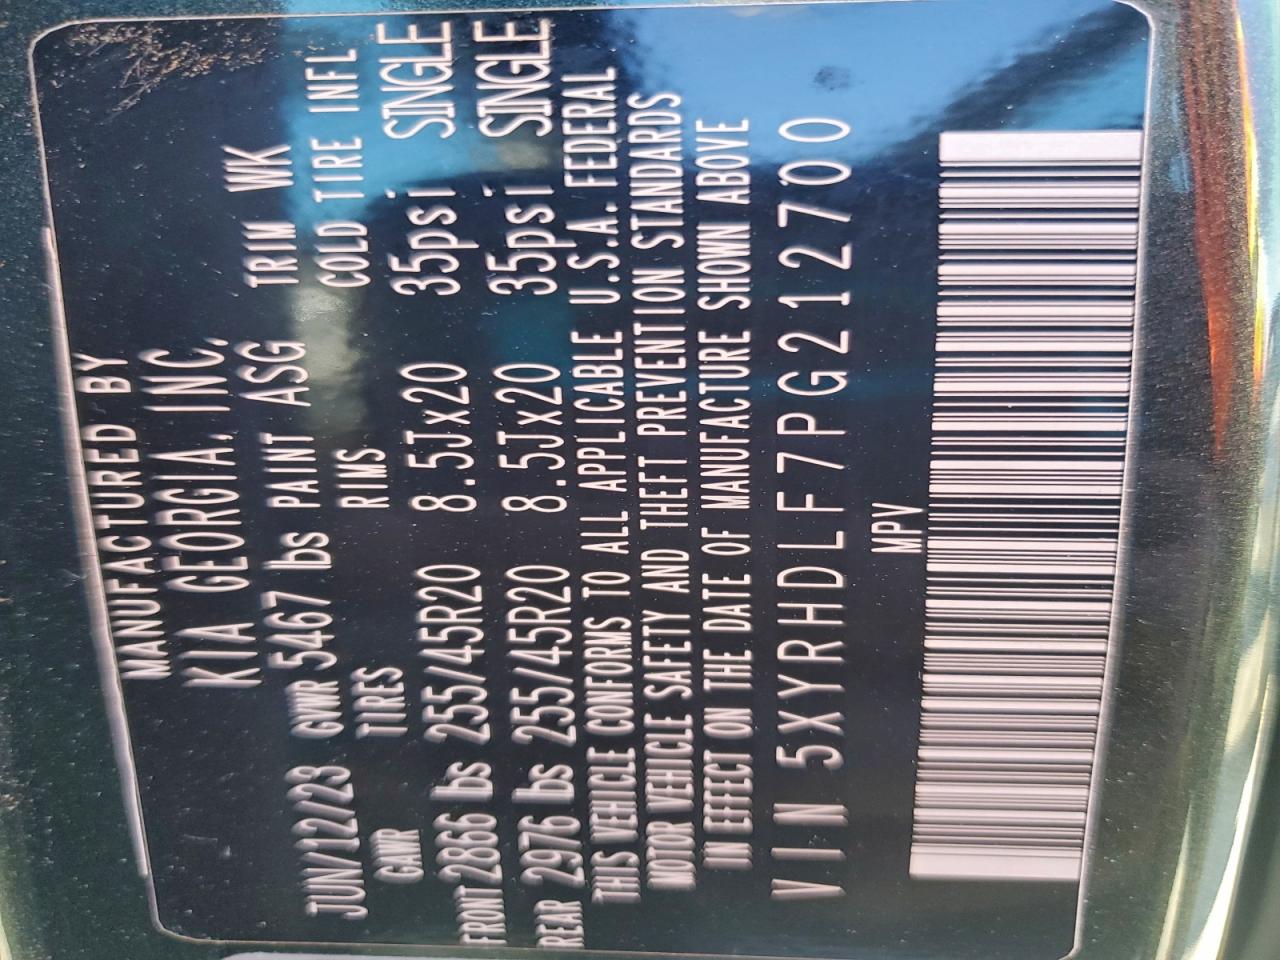 MANUFACTURED BY
KIA GEORGIA, INC.
JUN/12/23 GVWR 5467 lbs PAINT ASG TRIM WK
GAWR TIRES RIMS COLD TIRE INFL
FRONT 2866 lbs 255/45R20 8.5Jx20 35psi SINGLE
REAR 2976 lbs 255/45R20 8.5Jx20 35psi SINGLE
THIS VEHICLE CONFORMS TO ALL APPLICABLE U.S.A. FEDERAL
MOTOR VEHICLE SAFETY AND THEFT PREVENTION STANDARDS
IN EFFECT ON THE DATE OF MANUFACTURE SHOWN ABOVE
VIN 5XYRHDLF7PG212700
MPV